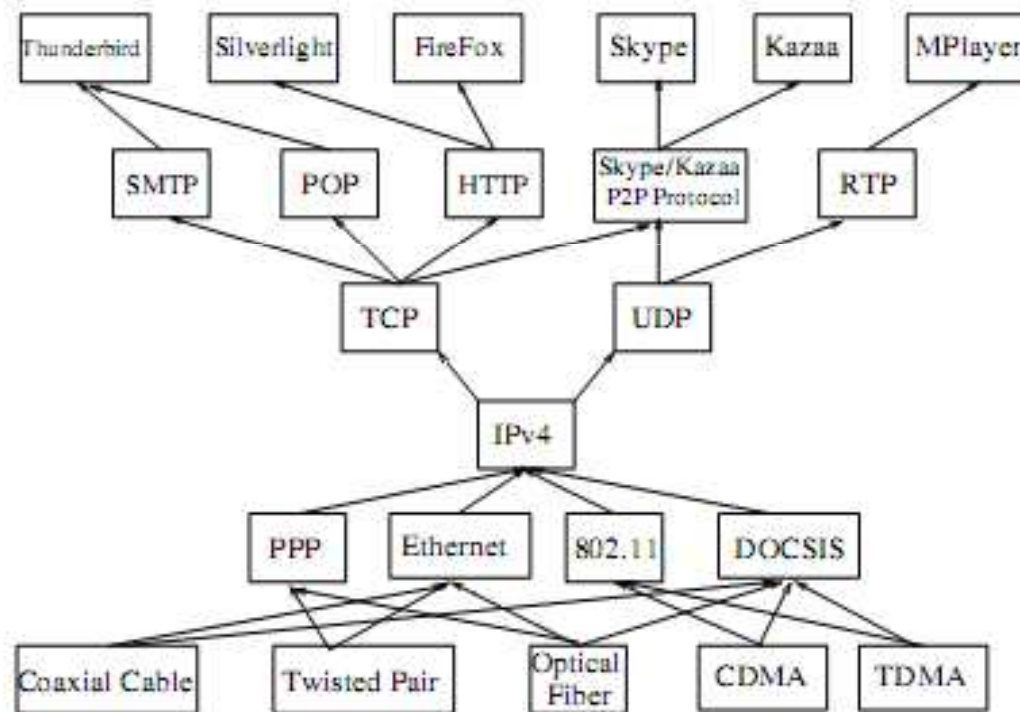 Thunderbird
Silverlight
FireFox
Skype
Kazaa
MPlayer
SMTP
POP
HTTP
Skype/Kazaa
P2P Protocol
RTP
TCP
UDP
IPv4
PPP
Ethernet
802.11
DOCSIS
Coaxial Cable
Twisted Pair
Optical
Fiber
CDMA
TDMA